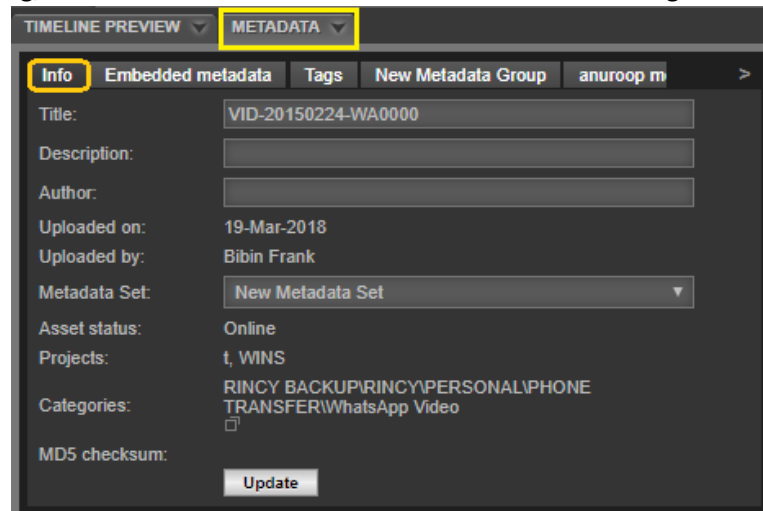 TIMELINE PREVIEW METADATA
Info Embedded metadata Tags New Metadata Group anuroop m >
Title: VID-20150224-WA0000
Description:
Author:
Uploaded on: 19-Mar-2018
Uploaded by: Bibin Frank
Metadata Set: New Metadata Set
Asset status: Online
Projects: t, WINS
Categories: RINCY BACKUP\RINCY\PERSONAL\PHONE
TRANSFER\WhatsApp Video
MD5 checksum:
Update